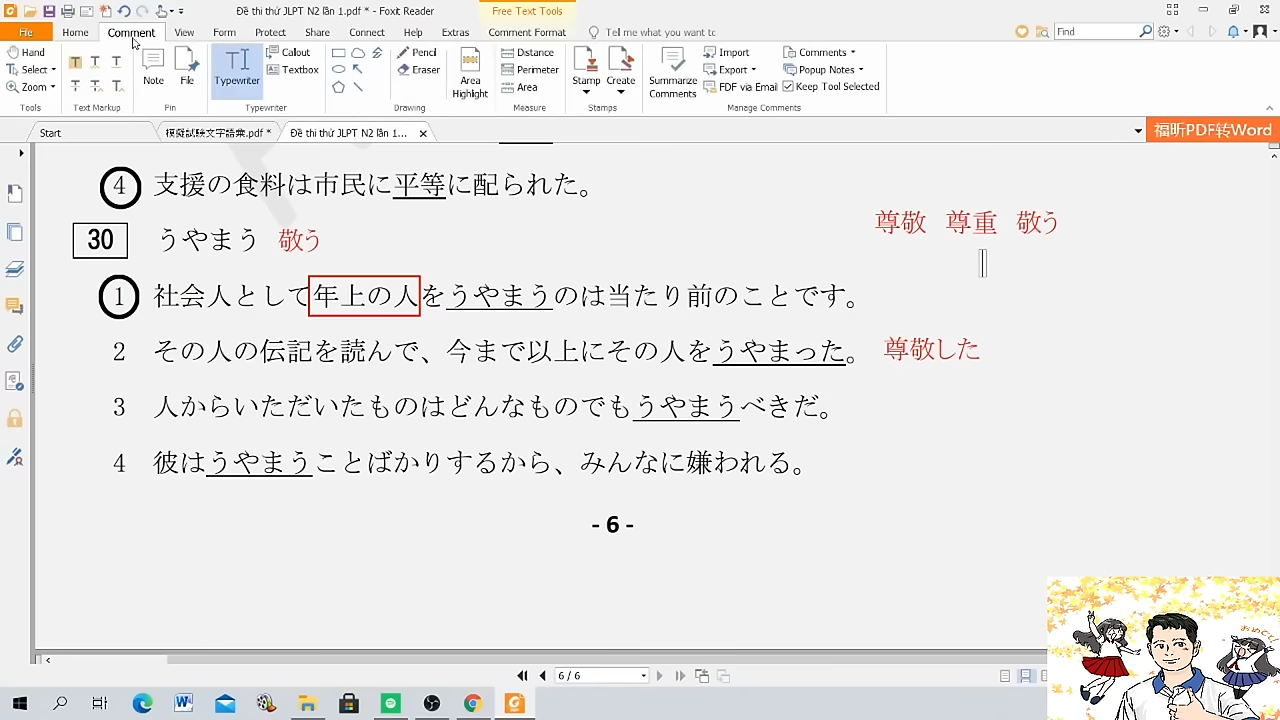 Đề thi thử JLPT N2 lần 1.pdf * - Foxit Reader
Free Text Tools
File Home Comment View Form Protect Share Connect Help Extras Comment Format Tell me what you want to Find
Hand
Select
Zoom
Tools
Text Markup
Note
File
Pin
Typewriter
Callout
Textbox
Typewriter
Pencil
Eraser
Drawing
Area
Highlight
Distance
Perimeter
Area
Measure
Stamp
Create
Stamps
Summarize
Comments
Import
Export
FDF via Email
Comments
Popup Notes
Keep Tool Selected
Manage Comments
Start
模擬試験文字語彙.pdf *
Đề thi thử JLPT N2 lần 1...
福昕PDF转Word
4 支援の食料は市民に平等に配られた。
尊敬 尊重 敬う
30 うやまう 敬う
1 社会人として年上の人をうやまうのは当たり前のことです。
2 その人の伝記を読んで、今まで以上にその人をうやまった。 尊敬した
3 人からいただいたものはどんなものでもうやまうべきだ。
4 彼はうやまうことばかりするから、みんなに嫌われる。
- 6 -
6 / 6